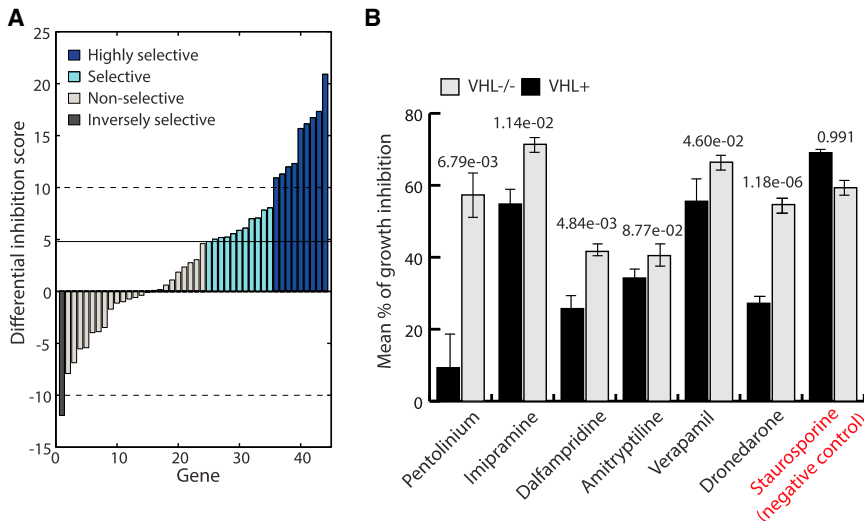 A
25
20
15
10
5
0
-5
-10
-15
Differential inhibition score
Highly selective
Selective
Non-selective
Inversely selective
0
10
20
30
40
Gene
B
VHL-/-
VHL+
80
60
40
20
0
Mean % of growth inhibition
6.79e-03
1.14e-02
4.84e-03
8.77e-02
4.60e-02
1.18e-06
0.991
Pentolinium
Imipramine
Dalfampridine
Amitryptiline
Verapamil
Dronedarone
Staurosporine
(negative control)